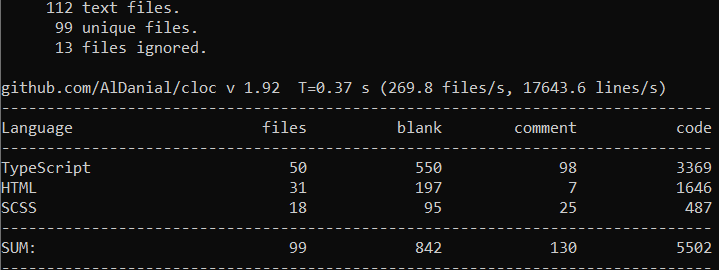 112 text files.
99 unique files.
13 files ignored.
github.com/AlDanial/cloc v 1.92  T=0.37 s (269.8 files/s, 17643.6 lines/s)
-------------------------------------------------------------------------------
Language                     files          blank        comment           code
-------------------------------------------------------------------------------
TypeScript                      50            550             98           3369
HTML                            31            197              7           1646
SCSS                            18             95             25            487
-------------------------------------------------------------------------------
SUM:                            99            842            130           5502
-------------------------------------------------------------------------------